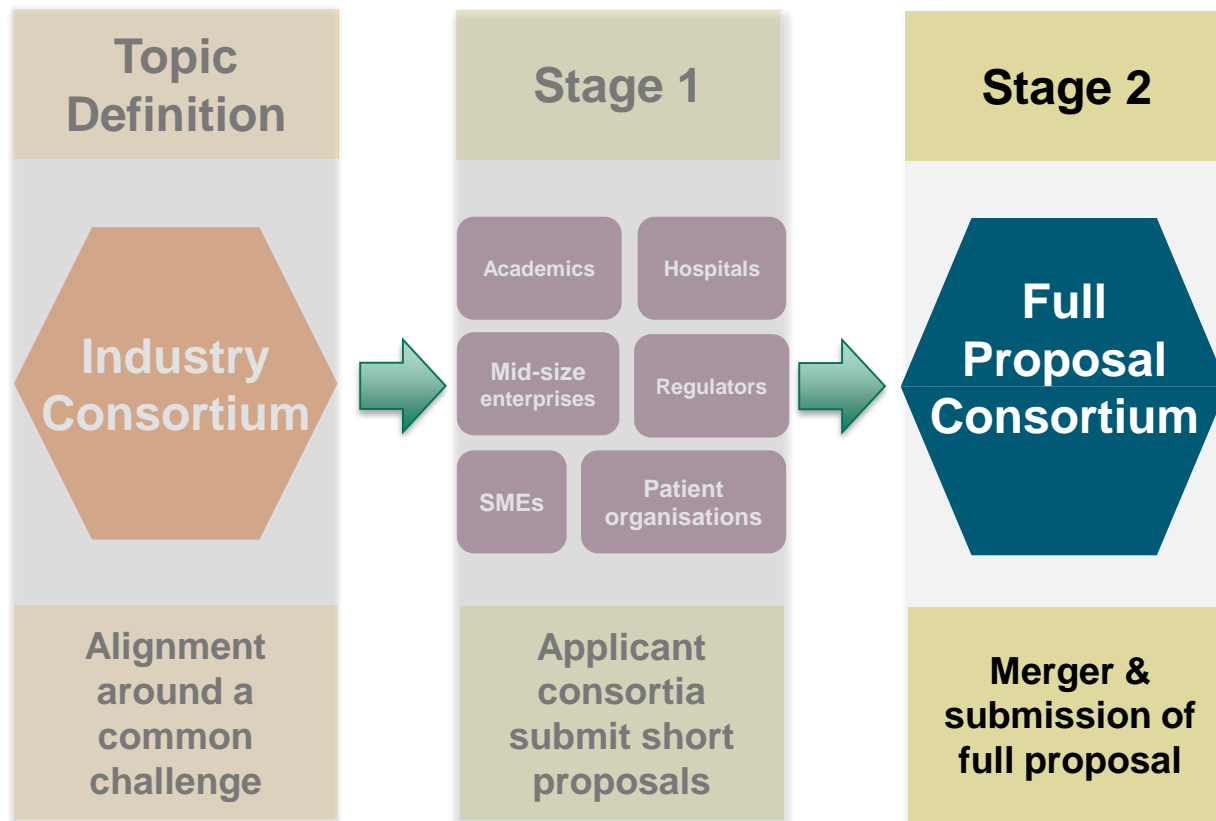 Topic
Definition
Industry
Consortium
Alignment
around a
common
challenge
Stage 1
Academics
Hospitals
Mid-size
enterprises
Regulators
SMEs
Patient
organisations
Applicant
consortia
submit short
proposals
Stage 2
Full
Proposal
Consortium
Merger &
submission of
full proposal